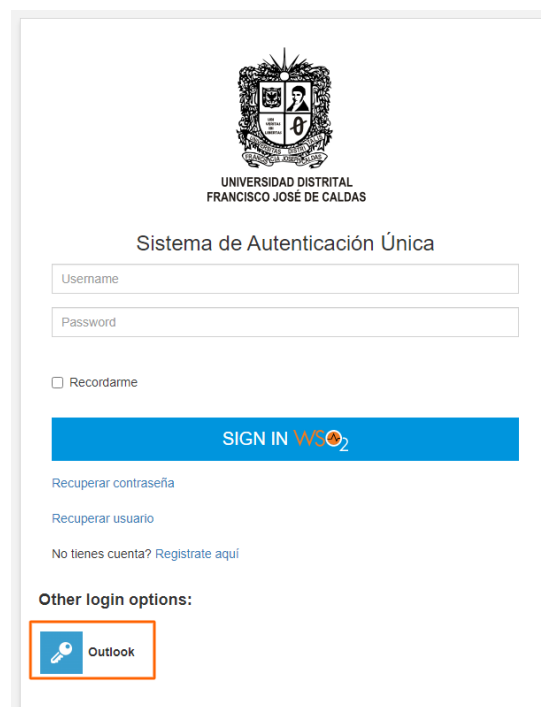 UNIVERSIDAD DISTRITAL
FRANCISCO JOSÉ DE CALDAS
Sistema de Autenticación Única
Username
Password
Recordarme
SIGN IN WSO2
Recuperar contraseña
Recuperar usuario
No tienes cuenta? Registrate aquí
Other login options:
Outlook